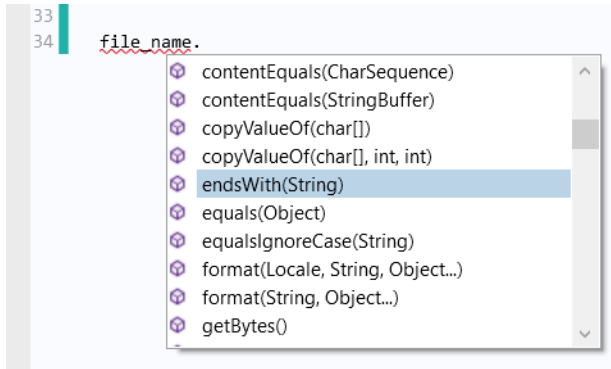 33
34 file_name.
contentEquals(CharSequence)
contentEquals(StringBuffer)
copyValueOf(char[])
copyValueOf(char[], int, int)
endsWith(String)
equals(Object)
equalsIgnoreCase(String)
format(Locale, String, Object...)
format(String, Object...)
getBytes()